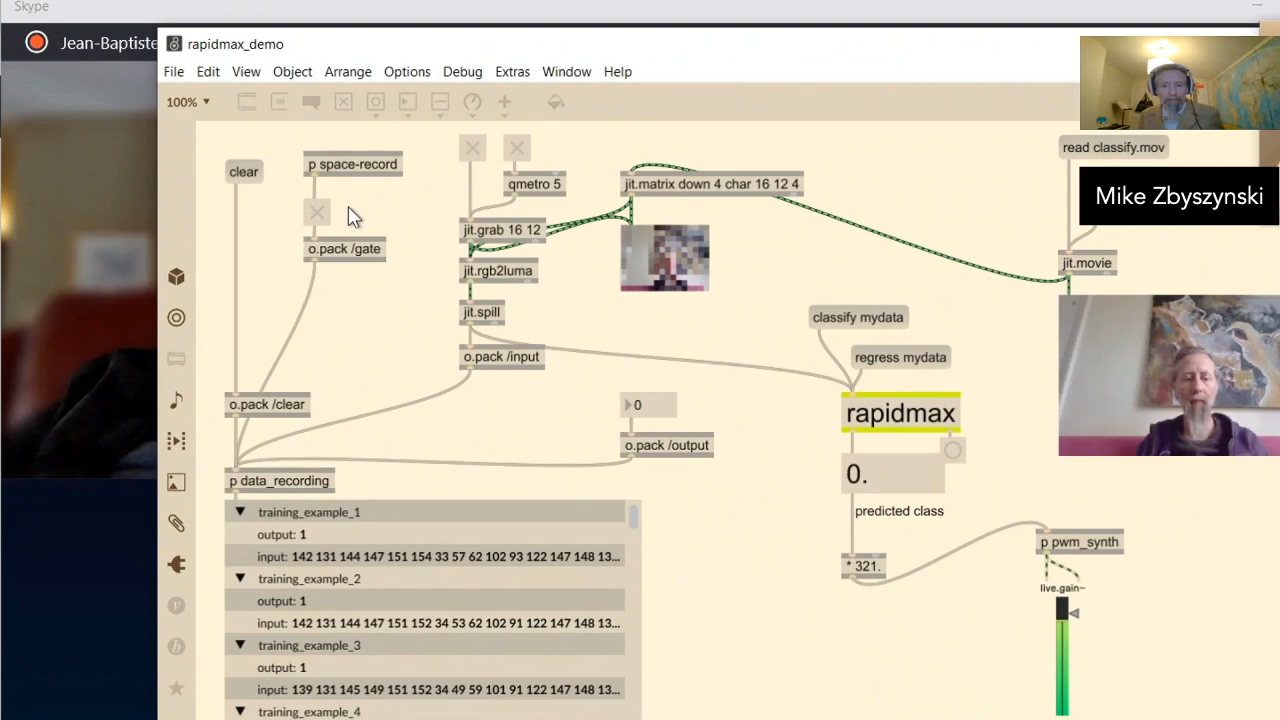 Skype
Jean-Baptiste
rapidmax_demo
File Edit View Object Arrange Options Debug Extras Window Help
100%
clear
p space-record
qmetro 5
jit.matrix down 4 char 16 12 4
read classify.mov
Mike Zbyszynski
jit.grab 16 12
o.pack /gate
jit.rgb2luma
jit.movie
jit.spill
classify mydata
o.pack /input
regress mydata
o.pack /clear
0
rapidmax
o.pack /output
p data_recording
0.
predicted class
training_example_1
output: 1
input: 142 131 144 147 151 154 33 57 62 102 93 122 147 148 13...
training_example_2
output: 1
input: 142 131 144 147 151 152 34 53 62 102 91 122 147 148 13...
training_example_3
output: 1
input: 139 131 145 149 151 152 34 49 59 101 91 122 147 148 13...
training_example_4
* 321.
p pwm_synth
live.gain~